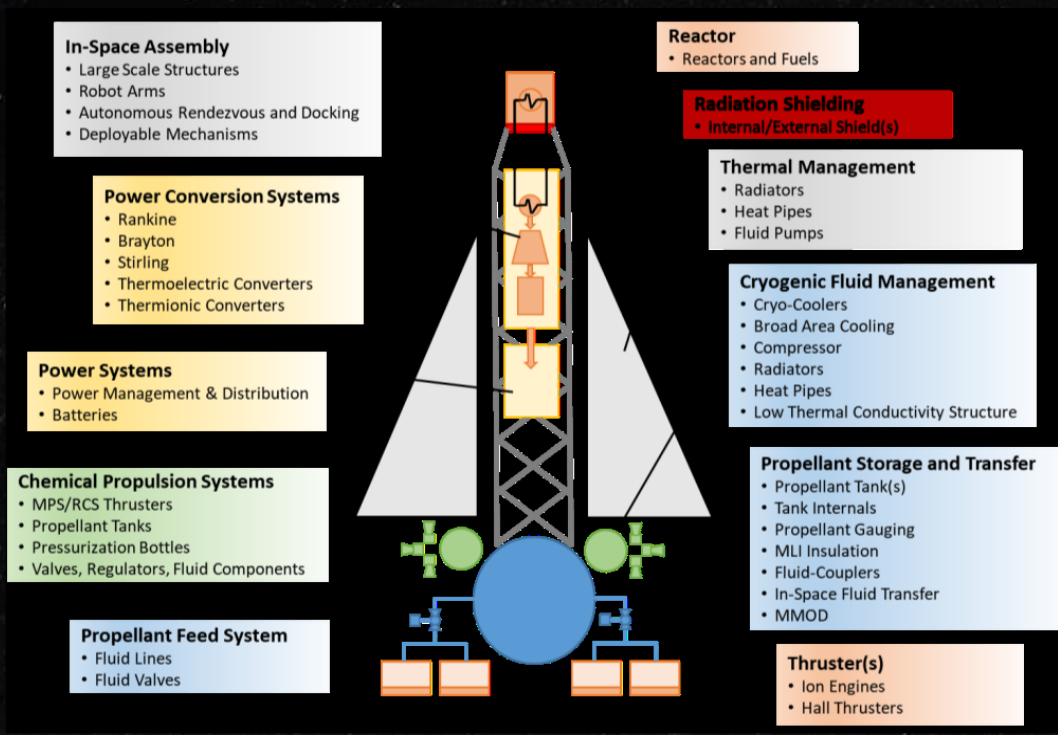 In-Space Assembly
• Large Scale Structures
• Robot Arms
• Autonomous Rendezvous and Docking
• Deployable Mechanisms
Power Conversion Systems
• Rankine
• Brayton
• Stirling
• Thermoelectric Converters
• Thermionic Converters
Power Systems
• Power Management & Distribution
• Batteries
Chemical Propulsion Systems
• MPS/RCS Thrusters
• Propellant Tanks
• Pressurization Bottles
• Valves, Regulators, Fluid Components
Propellant Feed System
• Fluid Lines
• Fluid Valves
Reactor
• Reactors and Fuels
Radiation Shielding
• Internal/External Shield(s)
Thermal Management
• Radiators
• Heat Pipes
• Fluid Pumps
Cryogenic Fluid Management
• Cryo-Coolers
• Broad Area Cooling
• Compressor
• Radiators
• Heat Pipes
• Low Thermal Conductivity Structure
Propellant Storage and Transfer
• Propellant Tank(s)
• Tank Internals
• Propellant Gauging
• MLI Insulation
• Fluid-Couplers
• In-Space Fluid Transfer
• MMOD
Thruster(s)
• Ion Engines
• Hall Thrusters